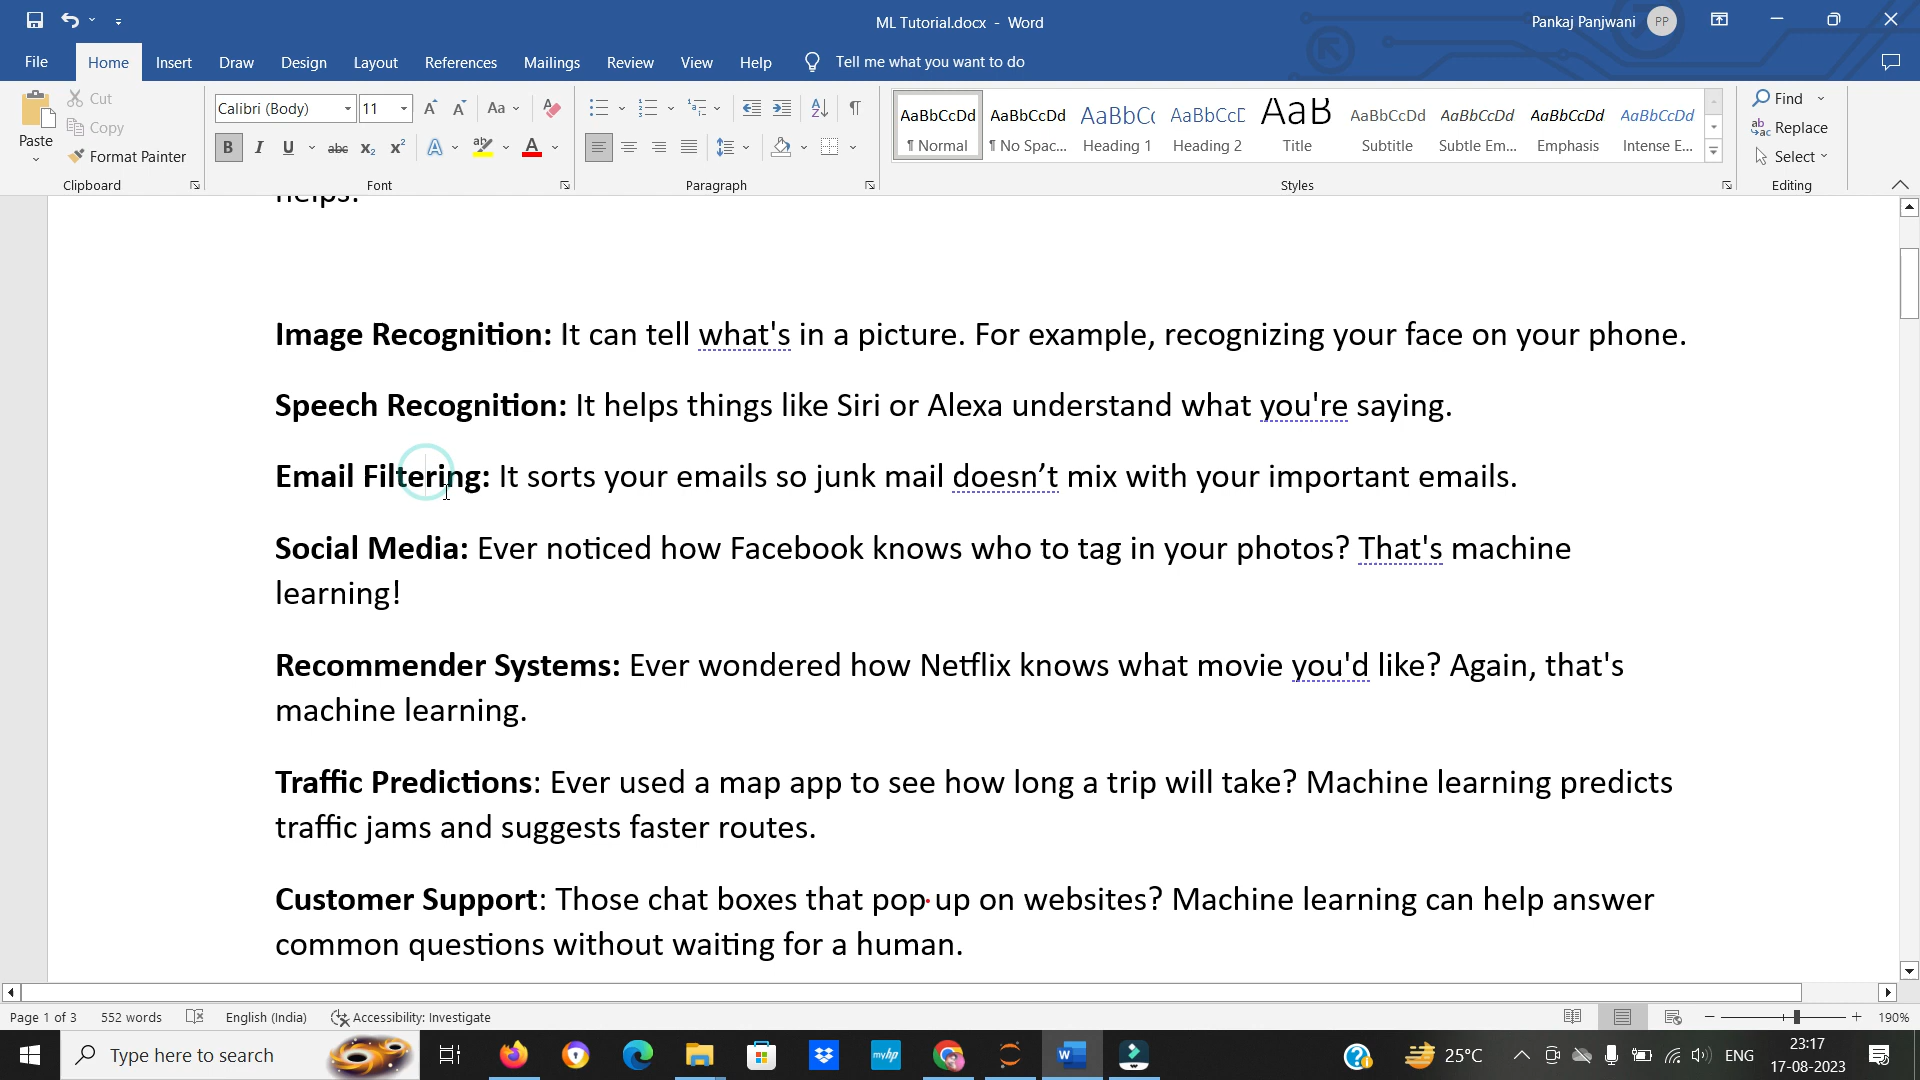 ML Tutorial.docx - Word
Pankaj Panjwani
PP
File
Home
Insert
Draw
Design
Layout
References
Mailings
Review
View
Help
Tell me what you want to do
Paste
Cut
Copy
Format Painter
Clipboard
Calibri (Body)
11
Aa
B
I
U
abc
Font
Paragraph
AaBbCcDd
¶ Normal
AaBbCcDd
¶ No Spac...
AaBbC
Heading 1
AaBbCcD
Heading 2
AaB
Title
AaBbCcDd
Subtitle
AaBbCcDd
Subtle Em...
AaBbCcDd
Emphasis
AaBbCcDd
Intense E...
Styles
Find
Replace
Select
Editing
helps:
Image Recognition: It can tell what's in a picture. For example, recognizing your face on your phone.
Speech Recognition: It helps things like Siri or Alexa understand what you're saying.
Email Filtering: It sorts your emails so junk mail doesn’t mix with your important emails.
Social Media: Ever noticed how Facebook knows who to tag in your photos? That's machine
learning!
Recommender Systems: Ever wondered how Netflix knows what movie you'd like? Again, that's
machine learning.
Traffic Predictions: Ever used a map app to see how long a trip will take? Machine learning predicts
traffic jams and suggests faster routes.
Customer Support: Those chat boxes that pop up on websites? Machine learning can help answer
common questions without waiting for a human.
Page 1 of 3
552 words
English (India)
Accessibility: Investigate
190%
Type here to search
myhp
25°C
ENG
23:17
17-08-2023